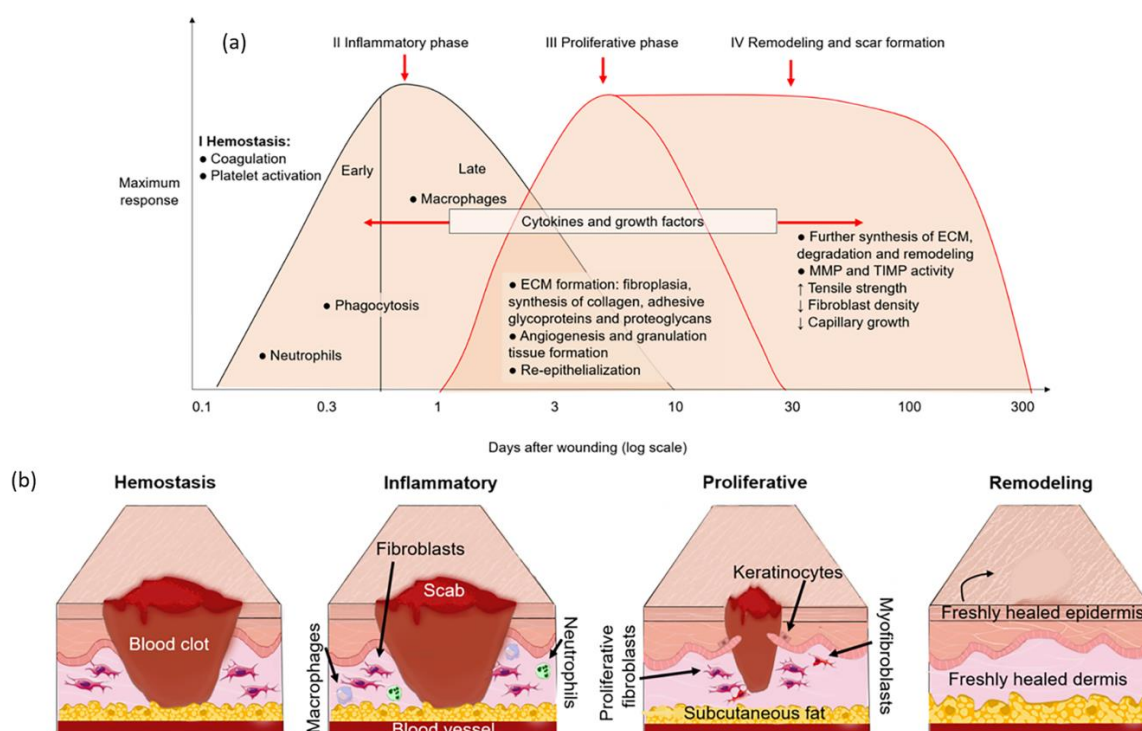 (a)
II Inflammatory phase
III Proliferative phase
IV Remodeling and scar formation
I Hemostasis:
● Coagulation
● Platelet activation
Maximum
response
Early
Late
● Macrophages
Cytokines and growth factors
● Phagocytosis
● Neutrophils
● ECM formation: fibroplasia,
synthesis of collagen, adhesive
glycoproteins and proteoglycans
● Angiogenesis and granulation
tissue formation
● Re-epithelialization
● Further synthesis of ECM,
degradation and remodeling
● MMP and TIMP activity
↑ Tensile strength
↓ Fibroblast density
↓ Capillary growth
0.1 0.3 1 3 10 30 100 300
Days after wounding (log scale)
(b)
Hemostasis
Blood clot
Inflammatory
Fibroblasts
Scab
Macrophages
Neutrophils
Blood vessel
Proliferative
Keratinocytes
Proliferative
fibroblasts
Myofibroblasts
Subcutaneous fat
Remodeling
Freshly healed epidermis
Freshly healed dermis